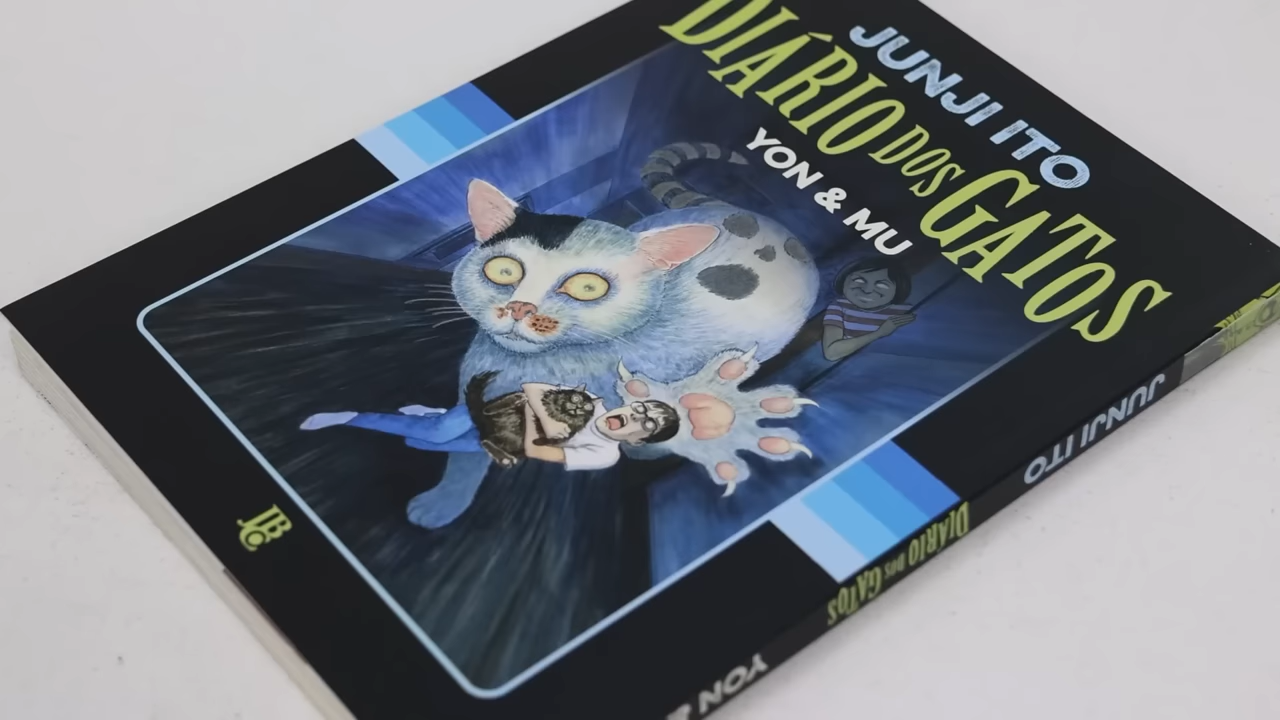 JUNJI ITO
DIÁRIO DOS GATOS
YON & MU
JBC
JUNJI ITO
DIÁRIO DOS GATOS
YON &